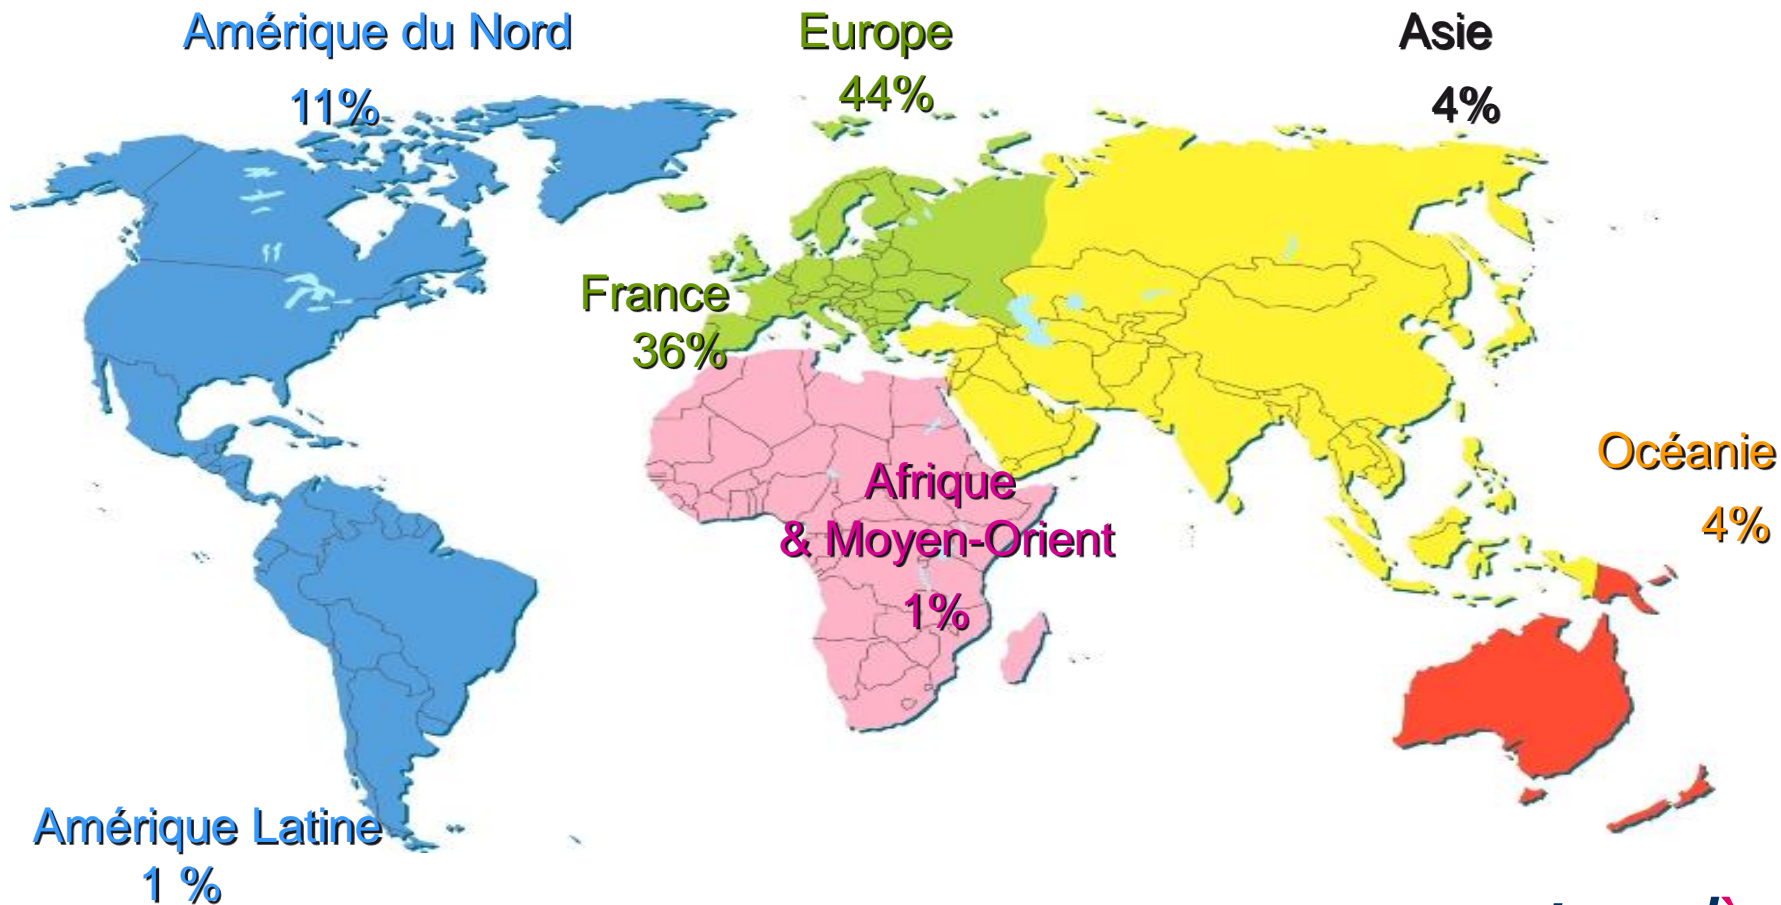 Amérique du Nord
11%
Europe
44%
Asie
4%
France
36%
Afrique
& Moyen-Orient
1%
Océanie
4%
Amérique Latine
1 %